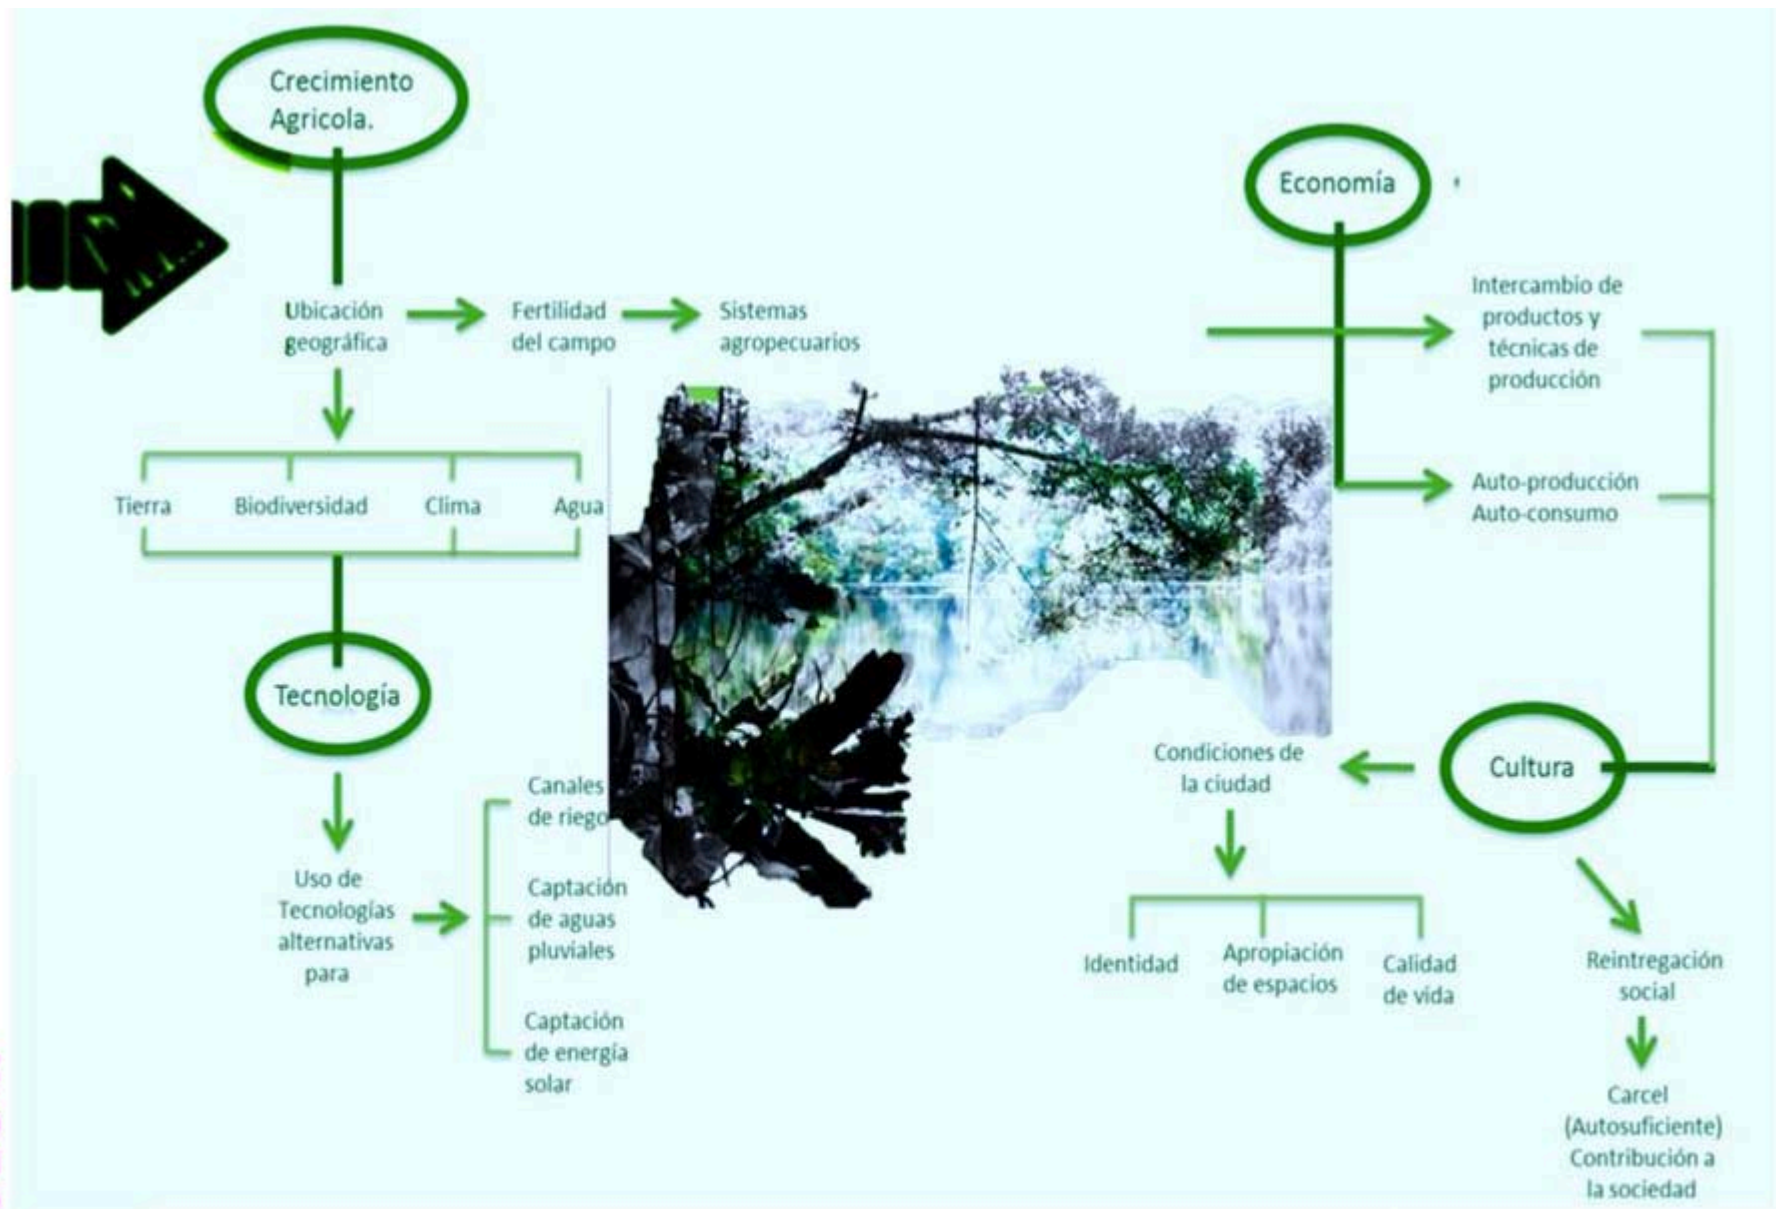 Crecimiento
Agricola.
Ubicación
geográfica
Fertilidad
del campo
Sistemas
agropecuarios
Tierra
Biodiversidad
Clima
Agua
Tecnología
Uso de
Tecnologías
alternativas
para
Canales
de riego
Captación
de aguas
pluviales
Captación
de energía
solar
Economía
Intercambio de
productos y
técnicas de
producción
Auto-producción
Auto-consumo
Cultura
Condiciones de
la ciudad
Identidad
Apropiación
de espacios
Calidad
de vida
Reintregación
social
Carcel
(Autosuficiente)
Contribución a
la sociedad